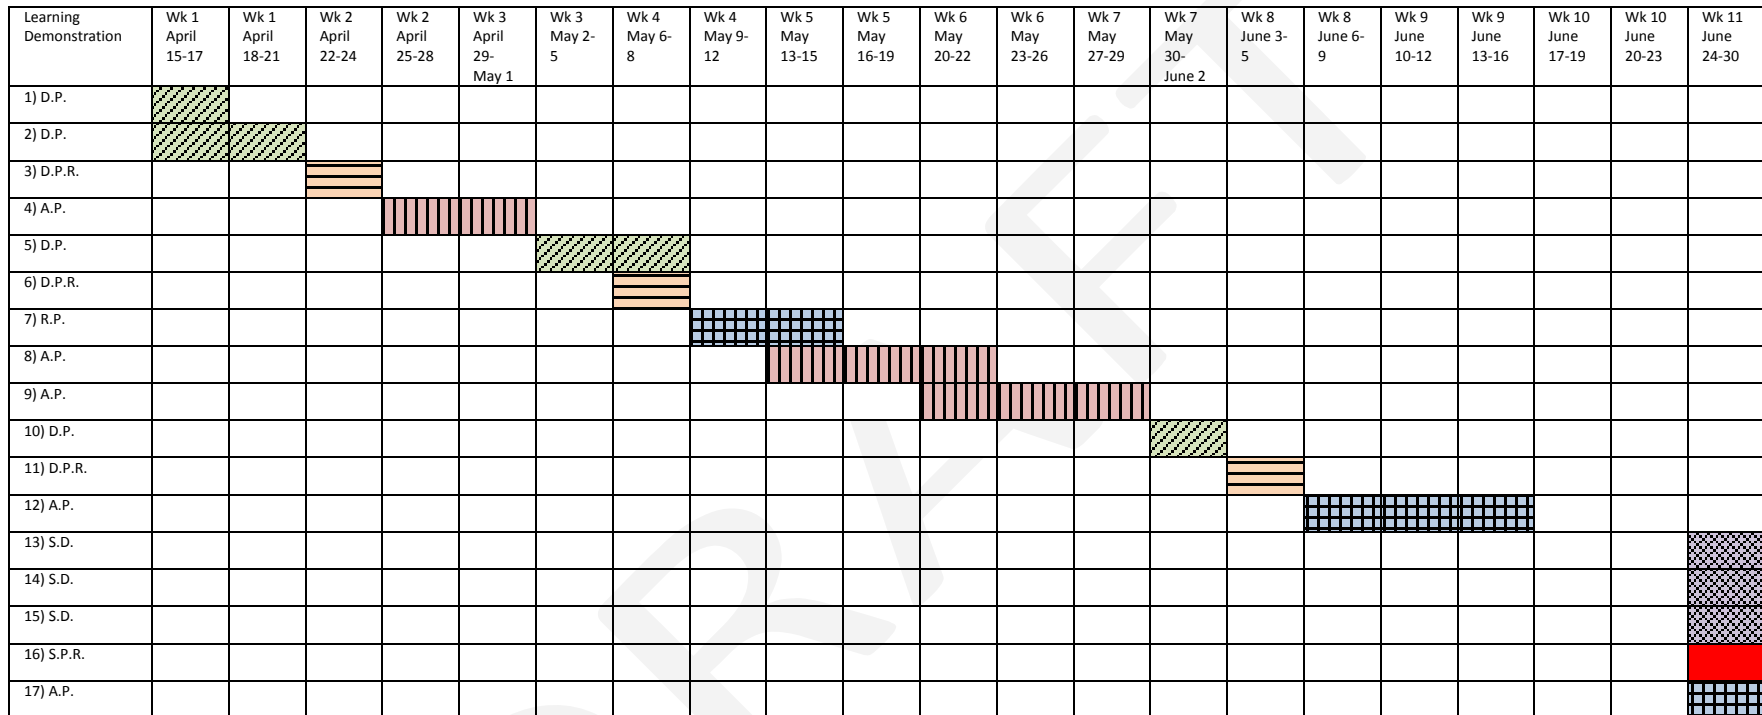 Learning
Demonstration
Wk 1
April
15-17
Wk 1
April
18-21
Wk 2
April
22-24
Wk 2
April
25-28
Wk 3
April
29-
May 1
Wk 3
May 2-
5
Wk 4
May 6-
8
Wk 4
May 9-
12
Wk 5
May
13-15
Wk 5
May
16-19
Wk 6
May
20-22
Wk 6
May
23-26
Wk 7
May
27-29
Wk 7
May
30-
June 2
Wk 8
June 3-
5
Wk 8
June 6-
9
Wk 9
June
10-12
Wk 9
June
13-16
Wk 10
June
17-19
Wk 10
June
20-23
Wk 11
June
24-30
1) D.P.
2) D.P.
3) D.P.R.
4) A.P.
5) D.P.
6) D.P.R.
7) R.P.
8) A.P.
9) A.P.
10) D.P.
11) D.P.R.
12) A.P.
13) S.D.
14) S.D.
15) S.D.
16) S.P.R.
17) A.P.
DRAFT